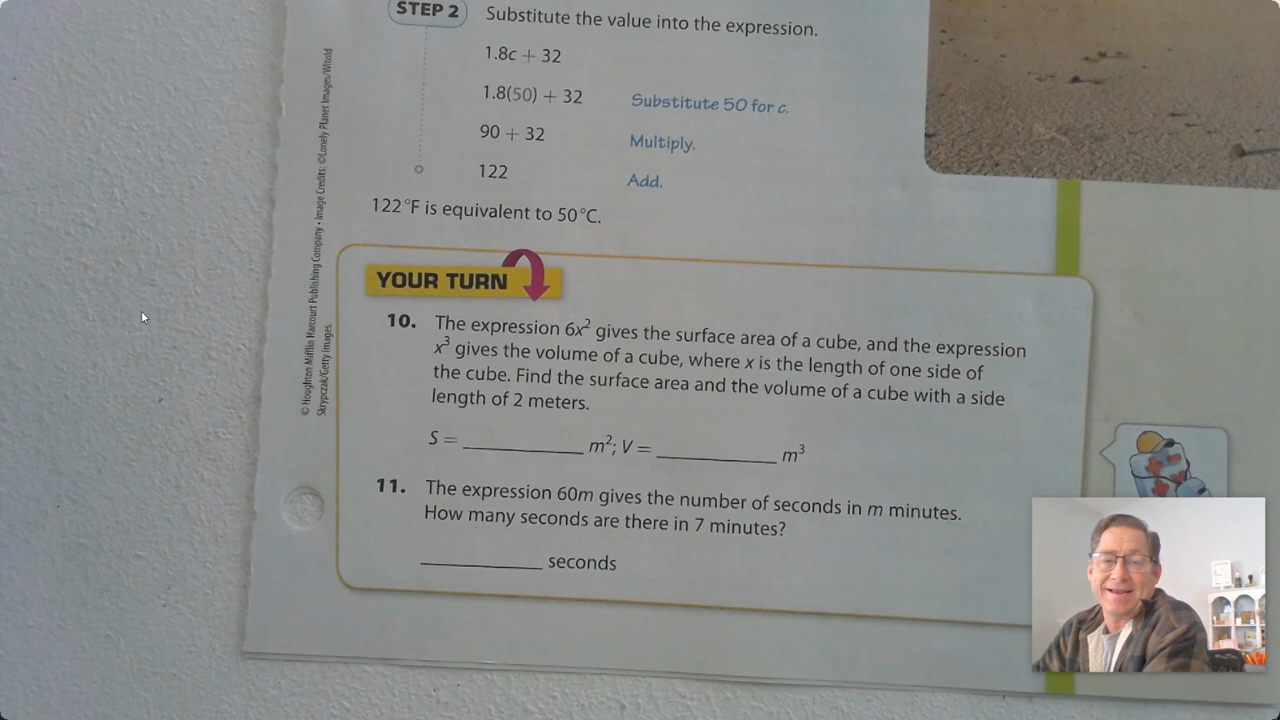 STEP 2 Substitute the value into the expression.
1.8c + 32
1.8(50) + 32 Substitute 50 for c.
90 + 32 Multiply.
122 Add.
122 °F is equivalent to 50 °C.
© Houghton Mifflin Harcourt Publishing Company • Image Credits: ©Lonely Planet Images/Witold
Skrypczak/Getty Images.
YOUR TURN
10. The expression 6x² gives the surface area of a cube, and the expression
x³ gives the volume of a cube, where x is the length of one side of
the cube. Find the surface area and the volume of a cube with a side
length of 2 meters.
S = ____________ m²; V = ____________ m³
11. The expression 60m gives the number of seconds in m minutes.
How many seconds are there in 7 minutes?
____________ seconds